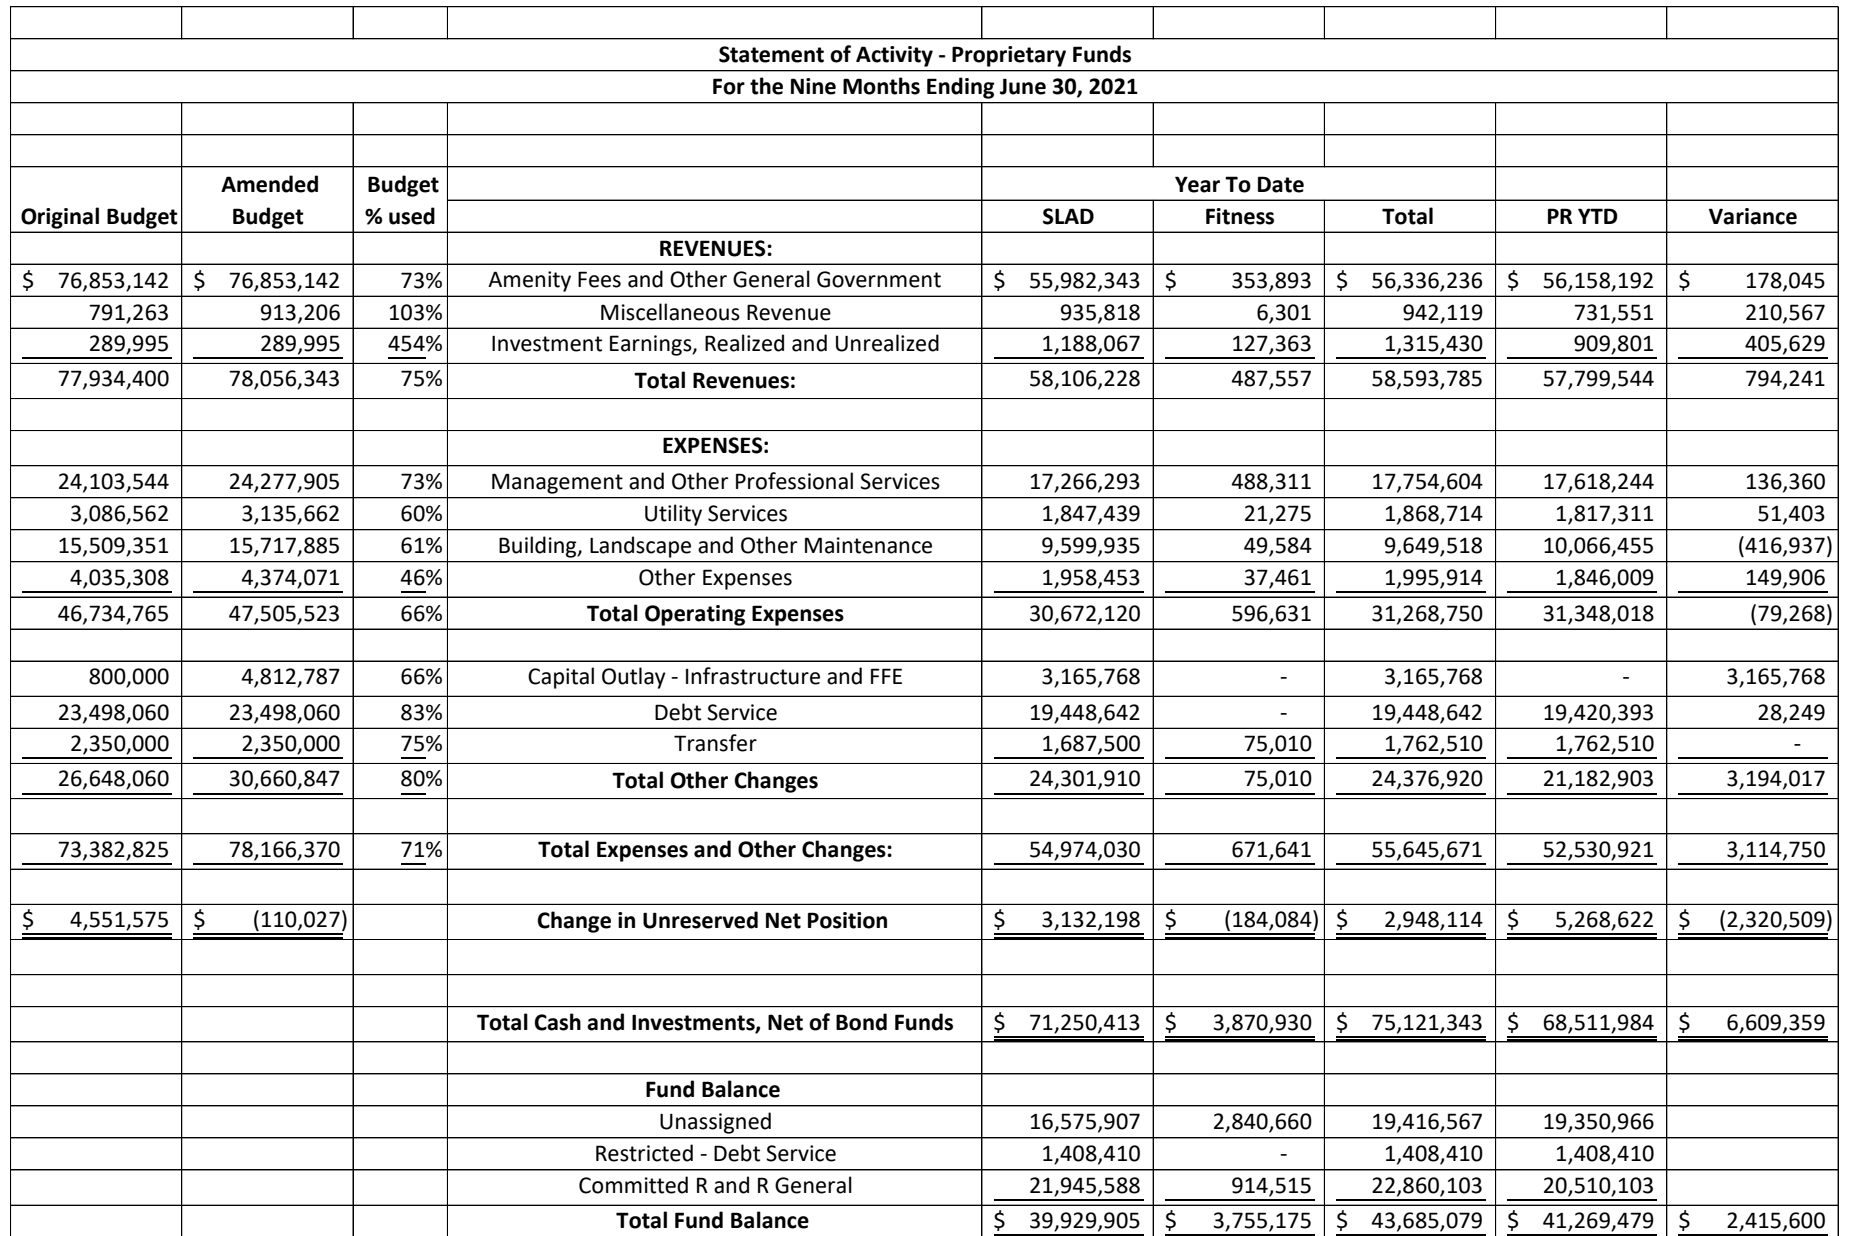 Statement of Activity - Proprietary Funds
For the Nine Months Ending June 30, 2021
Amended Budget Year To Date
Original Budget Budget % used SLAD Fitness Total PR YTD Variance
REVENUES:
$ 76,853,142 $ 76,853,142 73% Amenity Fees and Other General Government $ 55,982,343 $ 353,893 $ 56,336,236 $ 56,158,192 $ 178,045
791,263 913,206 103% Miscellaneous Revenue 935,818 6,301 942,119 731,551 210,567
289,995 289,995 454% Investment Earnings, Realized and Unrealized 1,188,067 127,363 1,315,430 909,801 405,629
77,934,400 78,056,343 75% Total Revenues: 58,106,228 487,557 58,593,785 57,799,544 794,241
EXPENSES:
24,103,544 24,277,905 73% Management and Other Professional Services 17,266,293 488,311 17,754,604 17,618,244 136,360
3,086,562 3,135,662 60% Utility Services 1,847,439 21,275 1,868,714 1,817,311 51,403
15,509,351 15,717,885 61% Building, Landscape and Other Maintenance 9,599,935 49,584 9,649,518 10,066,455 (416,937)
4,035,308 4,374,071 46% Other Expenses 1,958,453 37,461 1,995,914 1,846,009 149,906
46,734,765 47,505,523 66% Total Operating Expenses 30,672,120 596,631 31,268,750 31,348,018 (79,268)
800,000 4,812,787 66% Capital Outlay - Infrastructure and FFE 3,165,768 - 3,165,768 - 3,165,768
23,498,060 23,498,060 83% Debt Service 19,448,642 - 19,448,642 19,420,393 28,249
2,350,000 2,350,000 75% Transfer 1,687,500 75,010 1,762,510 1,762,510 -
26,648,060 30,660,847 80% Total Other Changes 24,301,910 75,010 24,376,920 21,182,903 3,194,017
73,382,825 78,166,370 71% Total Expenses and Other Changes: 54,974,030 671,641 55,645,671 52,530,921 3,114,750
$ 4,551,575 $ (110,027) Change in Unreserved Net Position $ 3,132,198 $ (184,084) $ 2,948,114 $ 5,268,622 $ (2,320,509)
Total Cash and Investments, Net of Bond Funds $ 71,250,413 $ 3,870,930 $ 75,121,343 $ 68,511,984 $ 6,609,359
Fund Balance
Unassigned 16,575,907 2,840,660 19,416,567 19,350,966
Restricted - Debt Service 1,408,410 - 1,408,410 1,408,410
Committed R and R General 21,945,588 914,515 22,860,103 20,510,103
Total Fund Balance $ 39,929,905 $ 3,755,175 $ 43,685,079 $ 41,269,479 $ 2,415,600